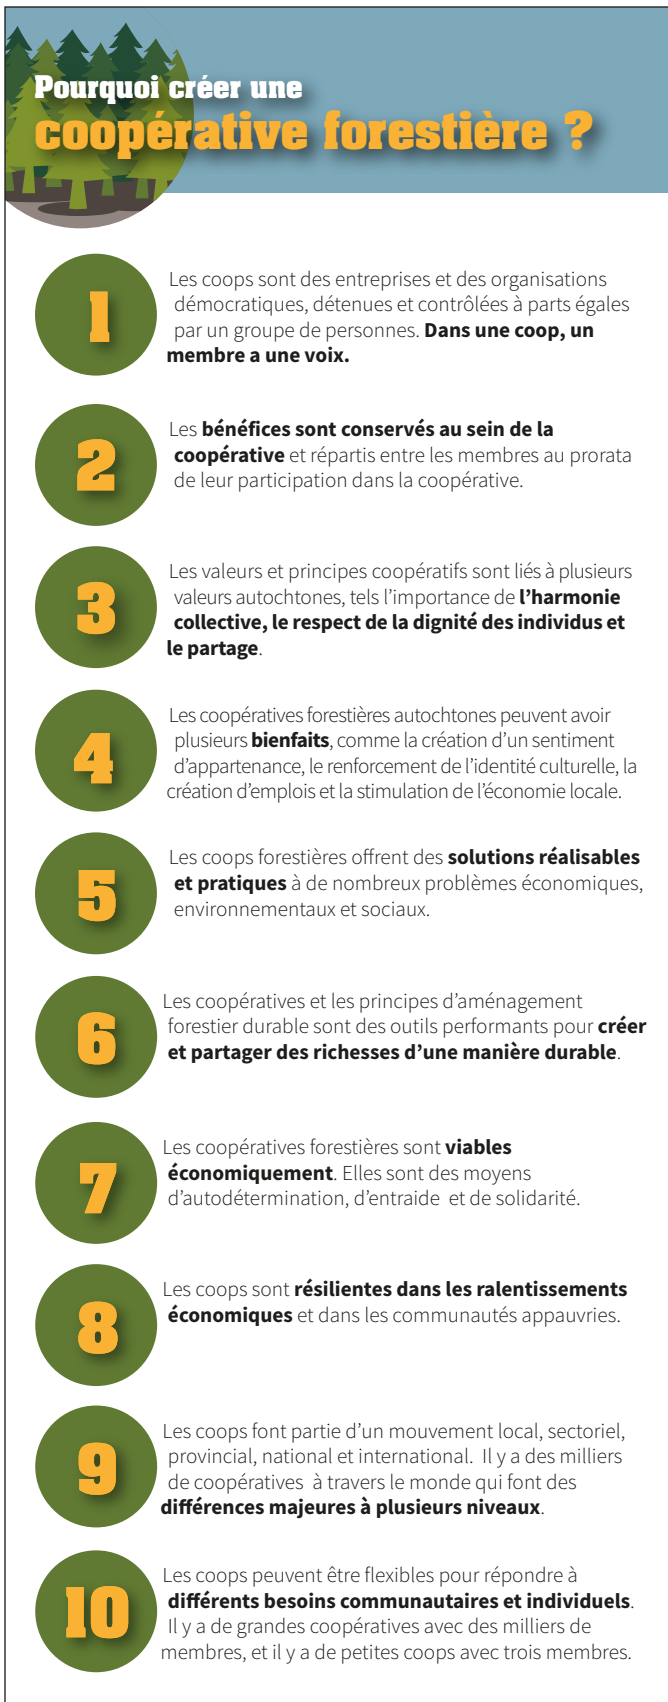 Pourquoi créer une
coopérative forestière ?
1
Les coops sont des entreprises et des organisations
démocratiques, détenues et contrôlées à parts égales
par un groupe de personnes. Dans une coop, un
membre a une voix.
2
Les bénéfices sont conservés au sein de la
coopérative et répartis entre les membres au prorata
de leur participation dans la coopérative.
3
Les valeurs et principes coopératifs sont liés à plusieurs
valeurs autochtones, tels l’importance de l’harmonie
collective, le respect de la dignité des individus et
le partage.
4
Les coopératives forestières autochtones peuvent avoir
plusieurs bienfaits, comme la création d’un sentiment
d’appartenance, le renforcement de l’identité culturelle, la
création d’emplois et la stimulation de l’économie locale.
5
Les coops forestières offrent des solutions réalisables
et pratiques à de nombreux problèmes économiques,
environnementaux et sociaux.
6
Les coopératives et les principes d’aménagement
forestier durable sont des outils performants pour créer
et partager des richesses d’une manière durable.
7
Les coopératives forestières sont viables
économiquement. Elles sont des moyens
d’autodétermination, d’entraide et de solidarité.
8
Les coops sont résilientes dans les ralentissements
économiques et dans les communautés appauvries.
9
Les coops font partie d’un mouvement local, sectoriel,
provincial, national et international. Il y a des milliers
de coopératives à travers le monde qui font des
différences majeures à plusieurs niveaux.
10
Les coops peuvent être flexibles pour répondre à
différents besoins communautaires et individuels.
Il y a de grandes coopératives avec des milliers de
membres, et il y a de petites coops avec trois membres.